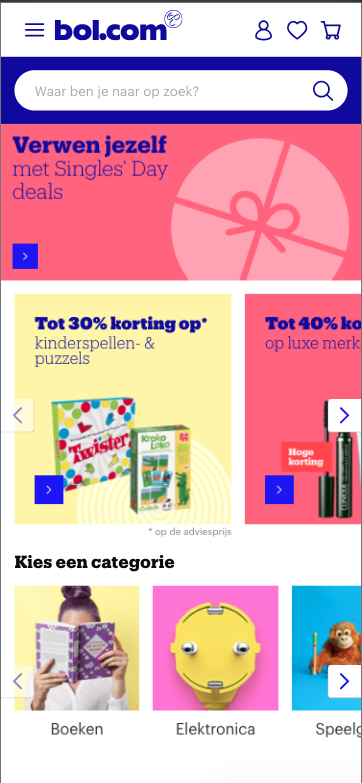 bol.com
Waar ben je naar op zoek?
Verwen jezelf
met Singles’ Day
deals
Tot 30% korting op*
kinderspellen- &
puzzels
Twister
Kroko
Loko
Tot 40% ko
op luxe merk
Hoge
korting
CLINIQUE
* op de adviesprijs
Kies een categorie
Boeken
Elektronica
Speelg